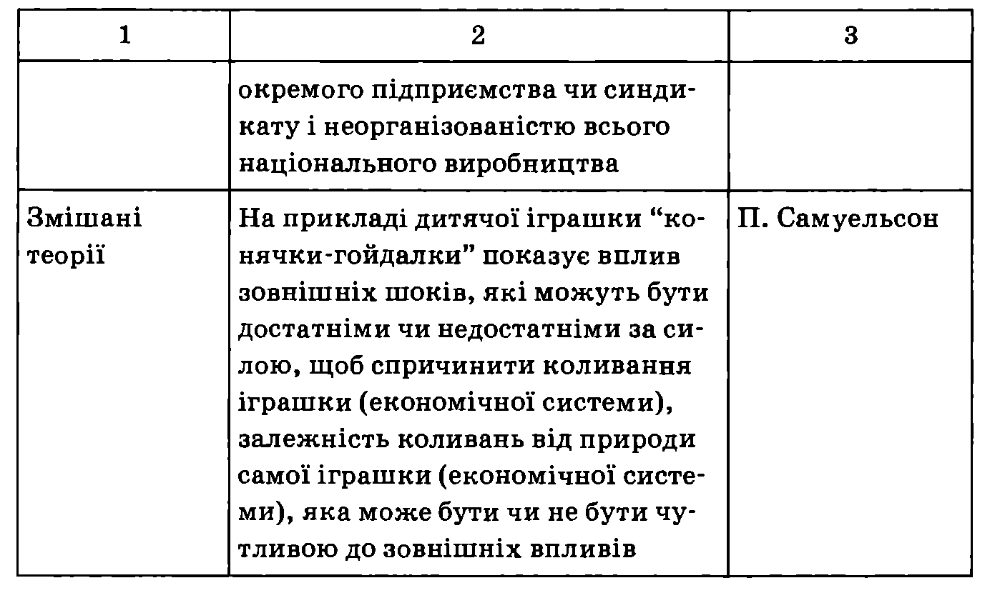 1 2 3
окремого підприємства чи синди-
кату і неорганізованістю всього
національного виробництва
Змішані
теорії
На прикладі дитячої іграшки “ко-
нячки-гойдалки” показує вплив
зовнішніх шоків, які можуть бути
достатніми чи недостатніми за си-
лою, щоб спричинити коливання
іграшки (економічної системи),
залежність коливань від природи
самої іграшки (економічної систе-
ми), яка може бути чи не бути чу-
тливою до зовнішніх впливів
П. Самуельсон